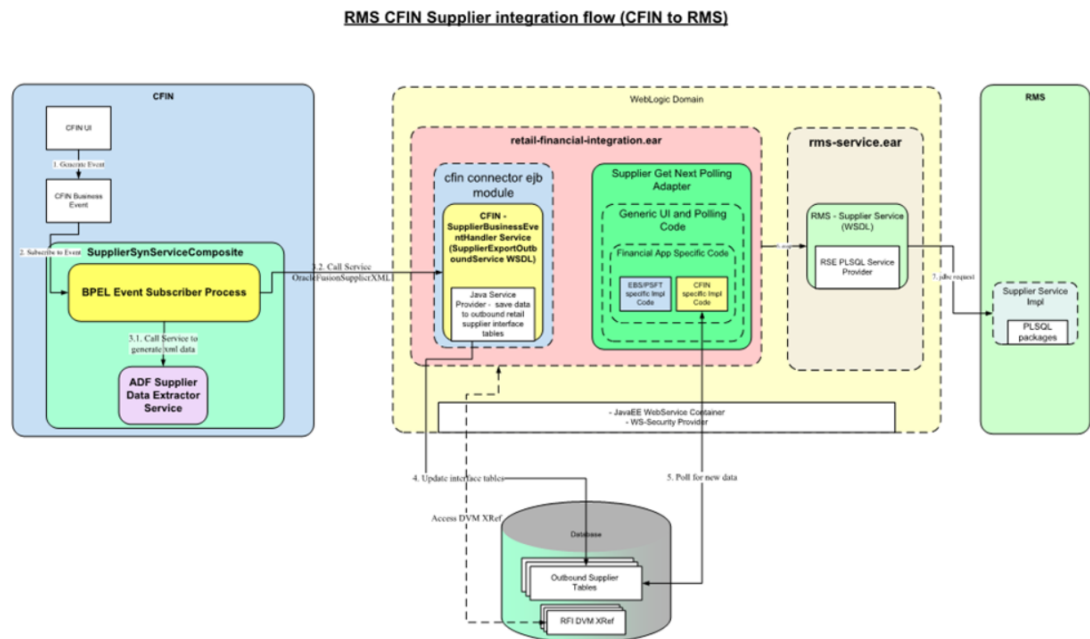 RMS CFIN Supplier integration flow (CFIN to RMS)
CFIN
CFIN UI
1. Generate Event
CFIN Business
Event
2. Subscribe to Event
SupplierSynServiceComposite
BPEL Event Subscriber Process
3.1. Call Service to
generate xml data
ADF Supplier
Data Extractor
Service
3.2. Call Service
OracleFusionSupplierXML
WebLogic Domain
retail-financial-integration.ear
cfin connector ejb
module
CFIN -
SupplierBusinessEve
ntHandler Service
(SupplierExportOutb
oundService WSDL)
Java Service
Provider - save data
to outbound retail
supplier interface
tables
Supplier Get Next Polling
Adapter
Generic UI and Polling
Code
Financial App Specific Code
EBS/PSFT
specific Impl
Code
CFIN
specific Impl
Code
rms-service.ear
RMS - Supplier Service
(WSDL)
RSE PLSQL Service
Provider
7. jdbc request
RMS
Supplier Service
Impl
PLSQL
packages
- JavaEE WebService Container
- WS-Security Provider
4. Update interface tables
5. Poll for new data
Access DVM XRef
Database
Outbound Supplier
Tables
RFI DVM XRef